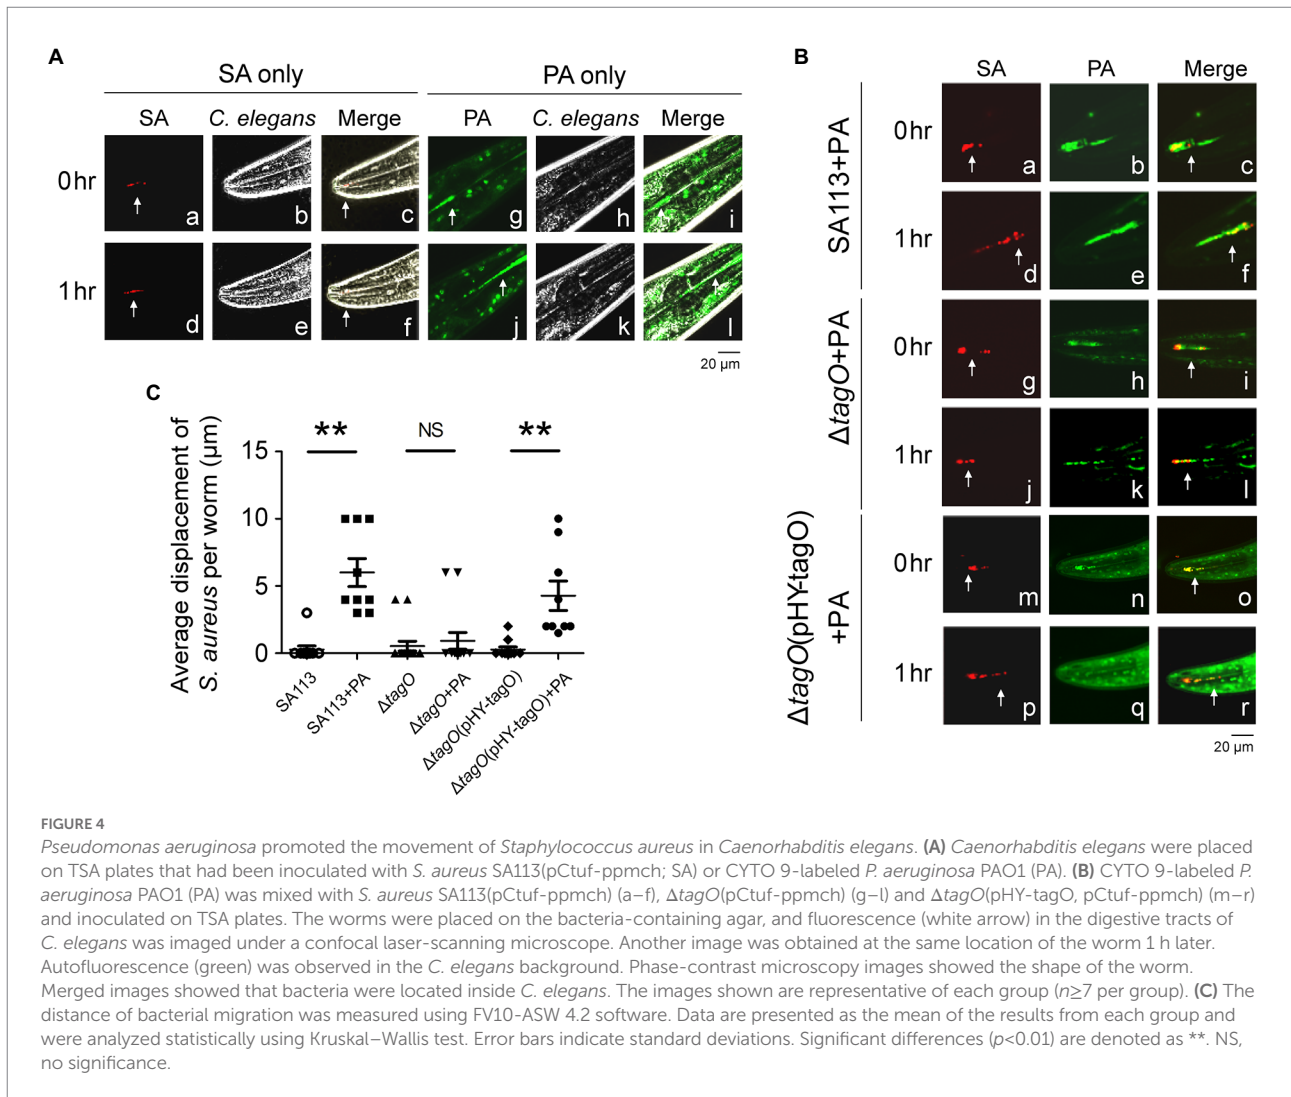 A
SA only
PA only
SA
C. elegans
Merge
PA
C. elegans
Merge
0hr
a
b
c
g
h
i
1hr
d
e
f
j
k
l
20 µm
B
SA
PA
Merge
SA113+PA
0hr
a
b
c
1hr
d
e
f
ΔtagO+PA
0hr
g
h
i
1hr
j
k
l
ΔtagO(pHY-tagO)
+PA
0hr
m
n
o
1hr
p
q
r
20 µm
C
Average displacement of
S. aureus per worm (µm)
15
10
5
0
**
NS
**
SA113
SA113+PA
ΔtagO
ΔtagO+PA
ΔtagO(pHY-tagO)
ΔtagO(pHY-tagO)+PA
FIGURE 4
Pseudomonas aeruginosa promoted the movement of Staphylococcus aureus in Caenorhabditis elegans. (A) Caenorhabditis elegans were placed
on TSA plates that had been inoculated with S. aureus SA113(pCtuf-ppmch; SA) or CYTO 9-labeled P. aeruginosa PAO1 (PA). (B) CYTO 9-labeled P.
aeruginosa PAO1 (PA) was mixed with S. aureus SA113(pCtuf-ppmch) (a–f), ΔtagO(pCtuf-ppmch) (g–l) and ΔtagO(pHY-tagO, pCtuf-ppmch) (m–r)
and inoculated on TSA plates. The worms were placed on the bacteria-containing agar, and fluorescence (white arrow) in the digestive tracts of
C. elegans was imaged under a confocal laser-scanning microscope. Another image was obtained at the same location of the worm 1 h later.
Autofluorescence (green) was observed in the C. elegans background. Phase-contrast microscopy images showed the shape of the worm.
Merged images showed that bacteria were located inside C. elegans. The images shown are representative of each group (n≥7 per group). (C) The
distance of bacterial migration was measured using FV10-ASW 4.2 software. Data are presented as the mean of the results from each group and
were analyzed statistically using Kruskal–Wallis test. Error bars indicate standard deviations. Significant differences (p<0.01) are denoted as **. NS,
no significance.